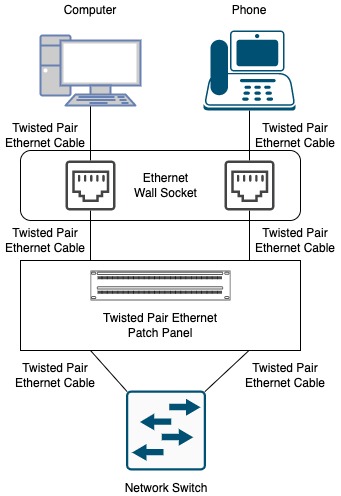 Computer
Phone
Twisted Pair
Ethernet Cable
Twisted Pair
Ethernet Cable
Ethernet
Wall Socket
Twisted Pair
Ethernet Cable
Twisted Pair
Ethernet Cable
Twisted Pair Ethernet
Patch Panel
Twisted Pair
Ethernet Cable
Twisted Pair
Ethernet Cable
Network Switch